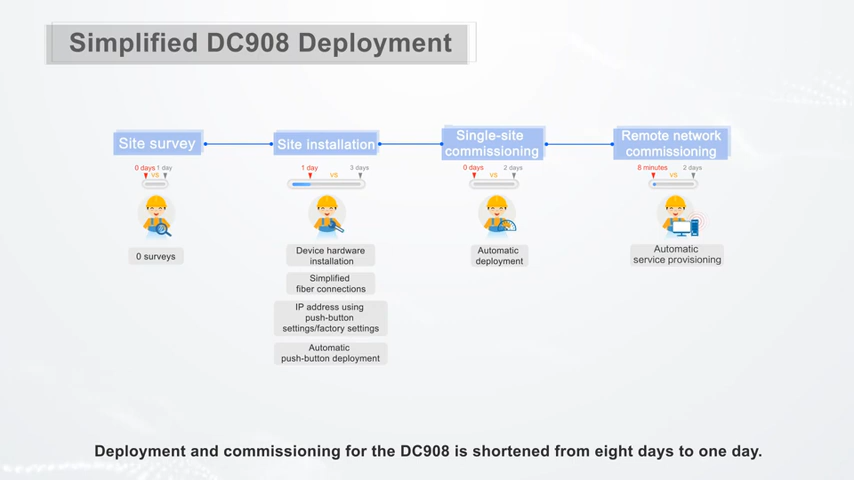 Simplified DC908 Deployment
Site survey
Site installation
Single-site
commissioning
Remote network
commissioning
0 days 1 day
vs
1 day 3 days
vs
0 days 2 days
vs
8 minutes 2 days
vs
0 surveys
Device hardware
installation
Simplified
fiber connections
IP address using
push-button
settings/factory settings
Automatic
push-button deployment
Automatic
deployment
Automatic
service provisioning
Deployment and commissioning for the DC908 is shortened from eight days to one day.